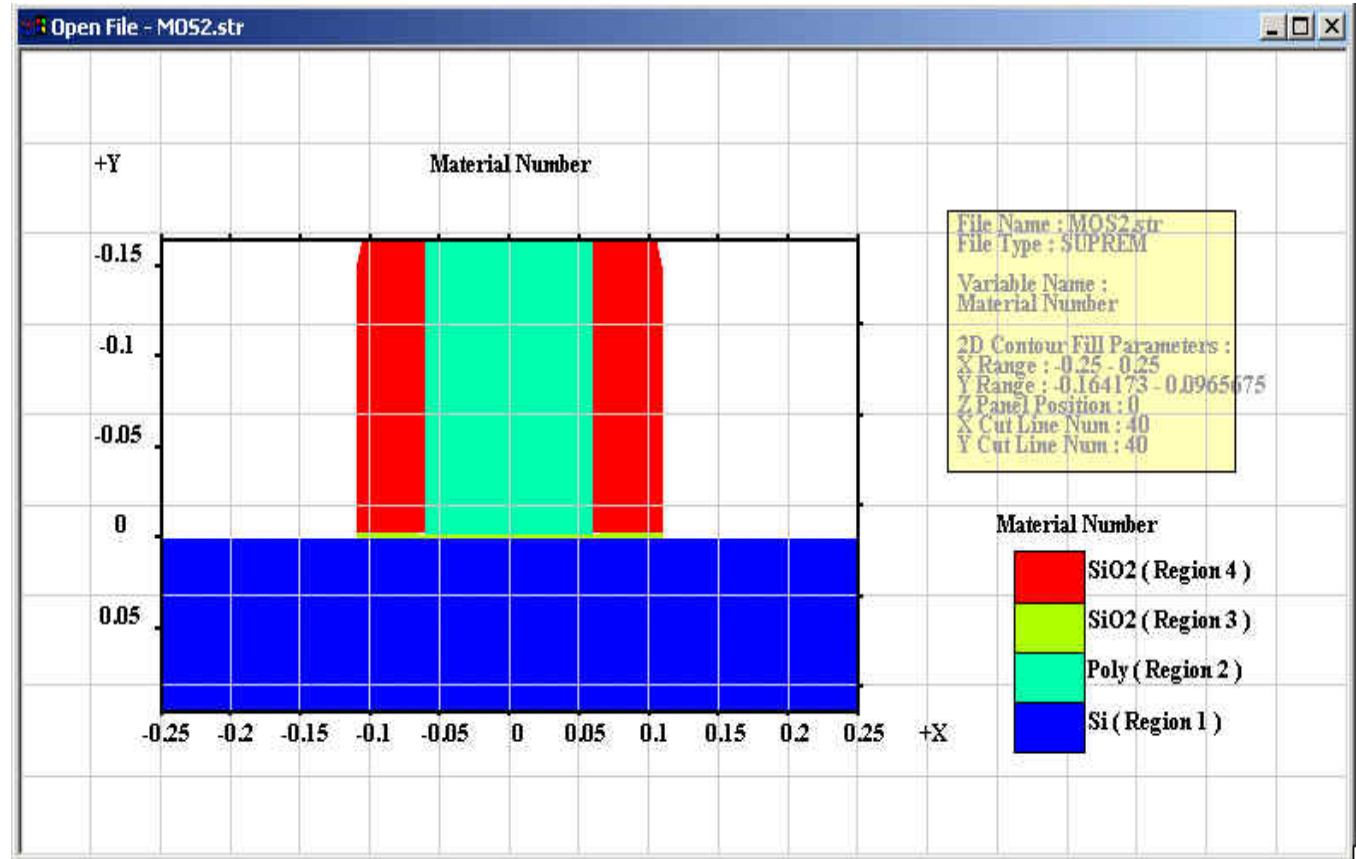 Open File - MOS2.str
+Y
Material Number
-0.15
-0.1
-0.05
0
0.05
-0.25 -0.2 -0.15 -0.1 -0.05 0 0.05 0.1 0.15 0.2 0.25 +X
File Name : MOS2.str
File Type : SUPREM
Variable Name :
Material Number
2D Contour Fill Parameters :
X Range : -0.25 - 0.25
Y Range : -0.164173 - 0.0965675
Z Panel Position : 0
X Cut Line Num : 40
Y Cut Line Num : 40
Material Number
SiO2 ( Region 4 )
SiO2 ( Region 3 )
Poly ( Region 2 )
Si ( Region 1 )